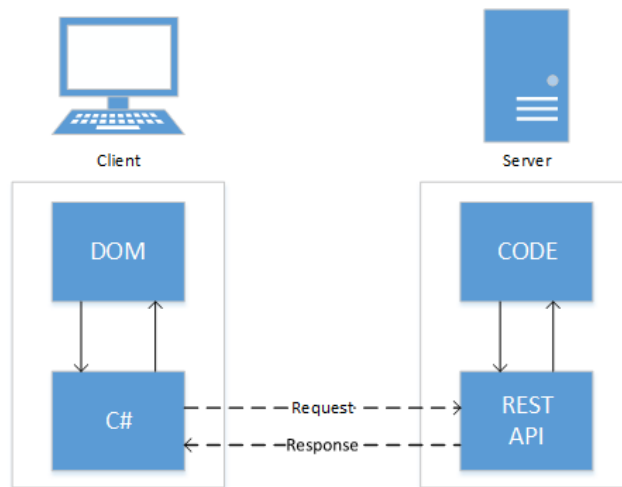 Client
Server
DOM
CODE
C#
REST
API
Request
Response